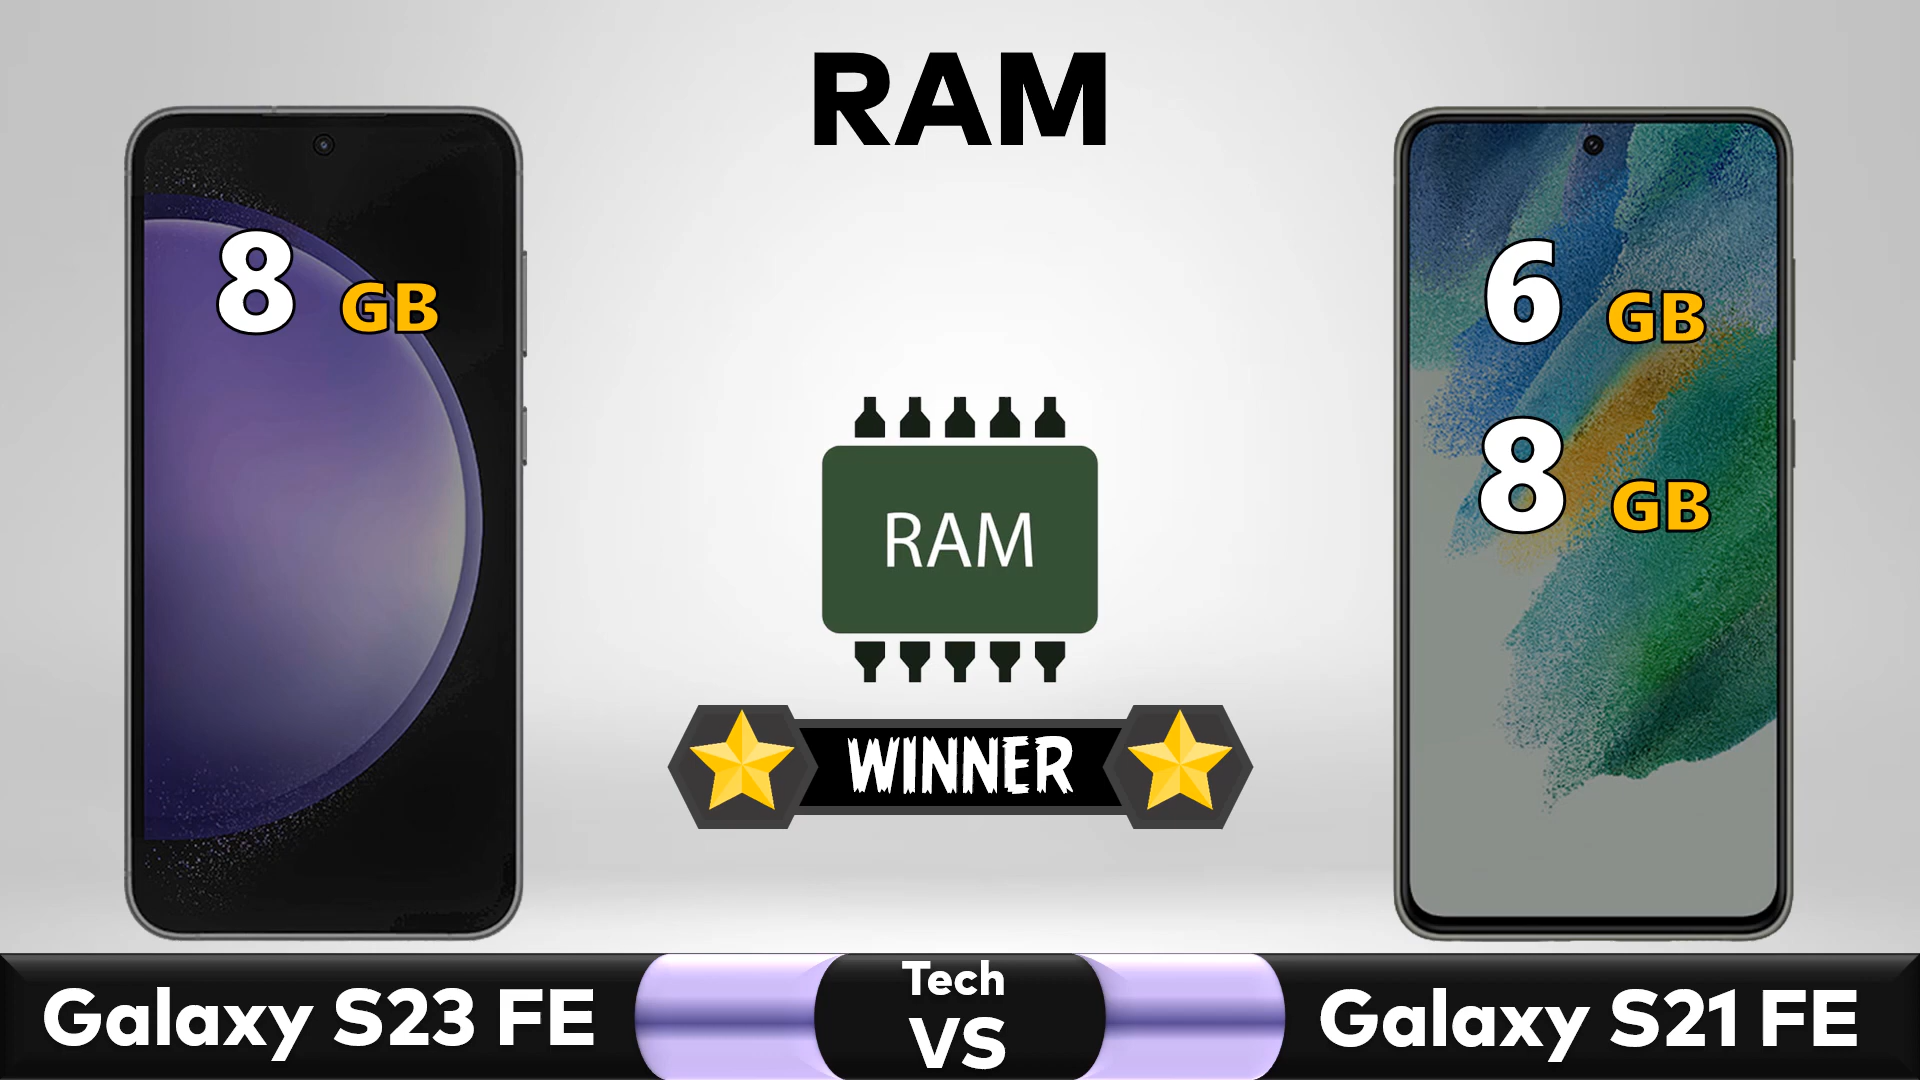 RAM
8 GB
6 GB
8 GB
RAM
WINNER
Galaxy S23 FE
Tech
VS
Galaxy S21 FE